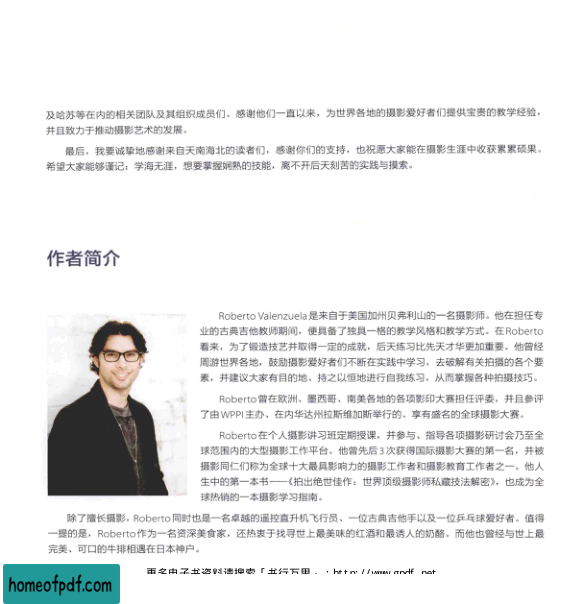 及哈苏等在内的相关团队及其组织成员们。感谢他们一直以来，为世界各地的摄影爱好者们提供宝贵的教学经验，
并且致力于推动摄影艺术的发展。
最后，我要诚挚地感谢来自天南海北的读者们，感谢你们的支持，也祝愿大家能在摄影生涯中收获累累硕果。
希望大家能够谨记：学海无涯，想要掌握娴熟的技能，离不开后天刻苦的实践与摸索。
作者简介
Roberto Valenzuela是来自于美国加州贝弗利山的一名摄影师。他在担任专
业的古典吉他教师期间，便具备了独具一格的教学风格和教学方式。在Roberto
看来，为了锻造技艺并取得一定的成就，后天练习比先天才华更加重要。他曾经
周游世界各地，鼓励摄影爱好者们不断在实践中学习，去破解有关拍摄的各个要
素，并建议大家有目的地、持之以恒地进行自我练习，从而掌握各种拍摄技巧。
Roberto曾在欧洲、墨西哥、南美各地的各项影印大赛担任评委，并且参评
了由WPPI主办、在内华达州拉斯维加斯举行的、享有盛名的全球摄影大赛。
Roberto在个人摄影讲习班定期授课，并参与、指导各项摄影研讨会乃至全
球范围内的大型摄影工作平台。他曾先后3次获得国际摄影大赛的第一名，并被
摄影同仁们称为全球十大最具影响力的摄影工作者和摄影教育工作者之一。他人
生中的第一本书——《拍出绝世佳作：世界顶级摄影师私藏技法解密》，也成为全
球热销的一本摄影学习指南。
除了擅长摄影，Roberto同时也是一名卓越的遥控直升机飞行员、一位古典吉他手以及一位乒乓球爱好者。值得
一提的是，Roberto作为一名资深美食家，还热衷于找寻世上最美味的红酒和最诱人的奶酪。而他也曾经与世上最
完美、可口的牛排相遇在日本神户。
更多电子书资料请搜索「书行万里」：http://www.gpdf.net
homeofpdf.com